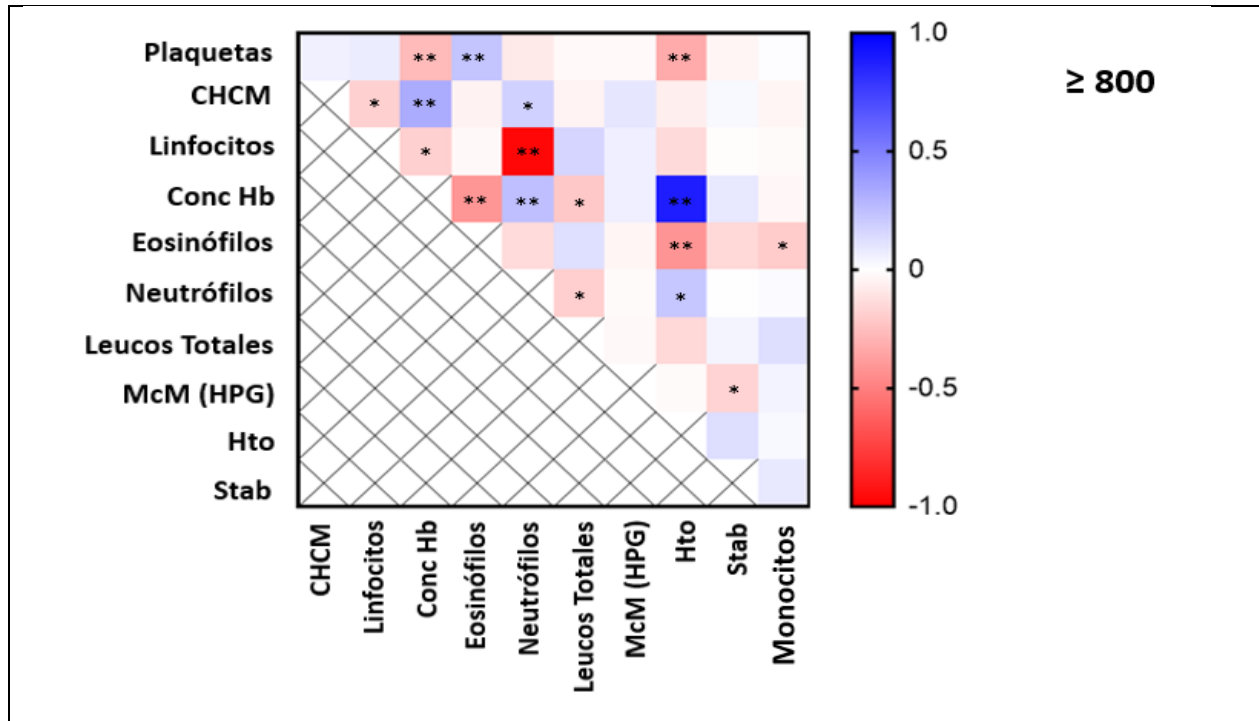 ≥ 800
Plaquetas ** ** **
CHCM * ** *
Linfocitos * **
Conc Hb ** ** * **
Eosinófilos ** *
Neutrófilos * *
Leucos Totales
McM (HPG) *
Hto
Stab
CHCM
Linfocitos
Conc Hb
Eosinófilos
Neutrófilos
Leucos Totales
McM (HPG)
Hto
Stab
Monocitos
1.0
0.5
0
-0.5
-1.0